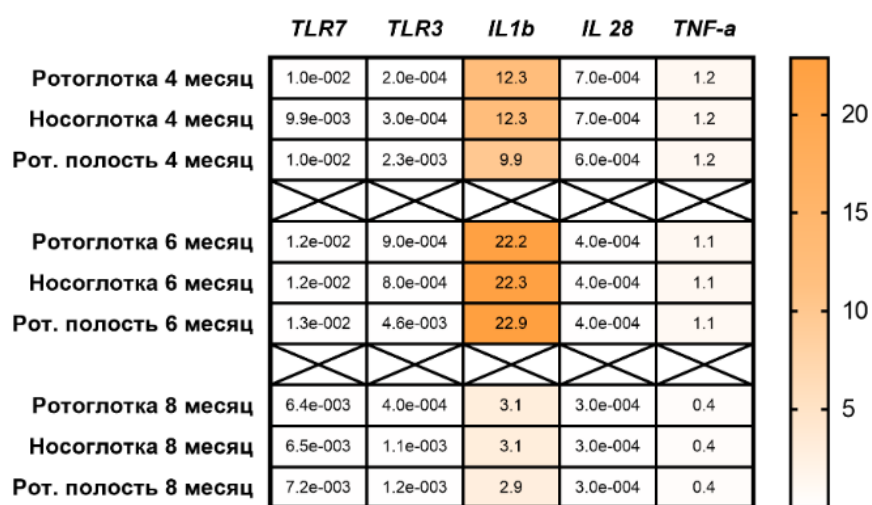 TLR7 TLR3 IL1b IL 28 TNF-a
Ротоглотка 4 месяц 1.0e-002 2.0e-004 12.3 7.0e-004 1.2
Носоглотка 4 месяц 9.9e-003 3.0e-004 12.3 7.0e-004 1.2
Рот. полость 4 месяц 1.0e-002 2.3e-003 9.9 6.0e-004 1.2
Ротоглотка 6 месяц 1.2e-002 9.0e-004 22.2 4.0e-004 1.1
Носоглотка 6 месяц 1.2e-002 8.0e-004 22.3 4.0e-004 1.1
Рот. полость 6 месяц 1.3e-002 4.6e-003 22.9 4.0e-004 1.1
Ротоглотка 8 месяц 6.4e-003 4.0e-004 3.1 3.0e-004 0.4
Носоглотка 8 месяц 6.5e-003 1.1e-003 3.1 3.0e-004 0.4
Рот. полость 8 месяц 7.2e-003 1.2e-003 2.9 3.0e-004 0.4
20
15
10
5